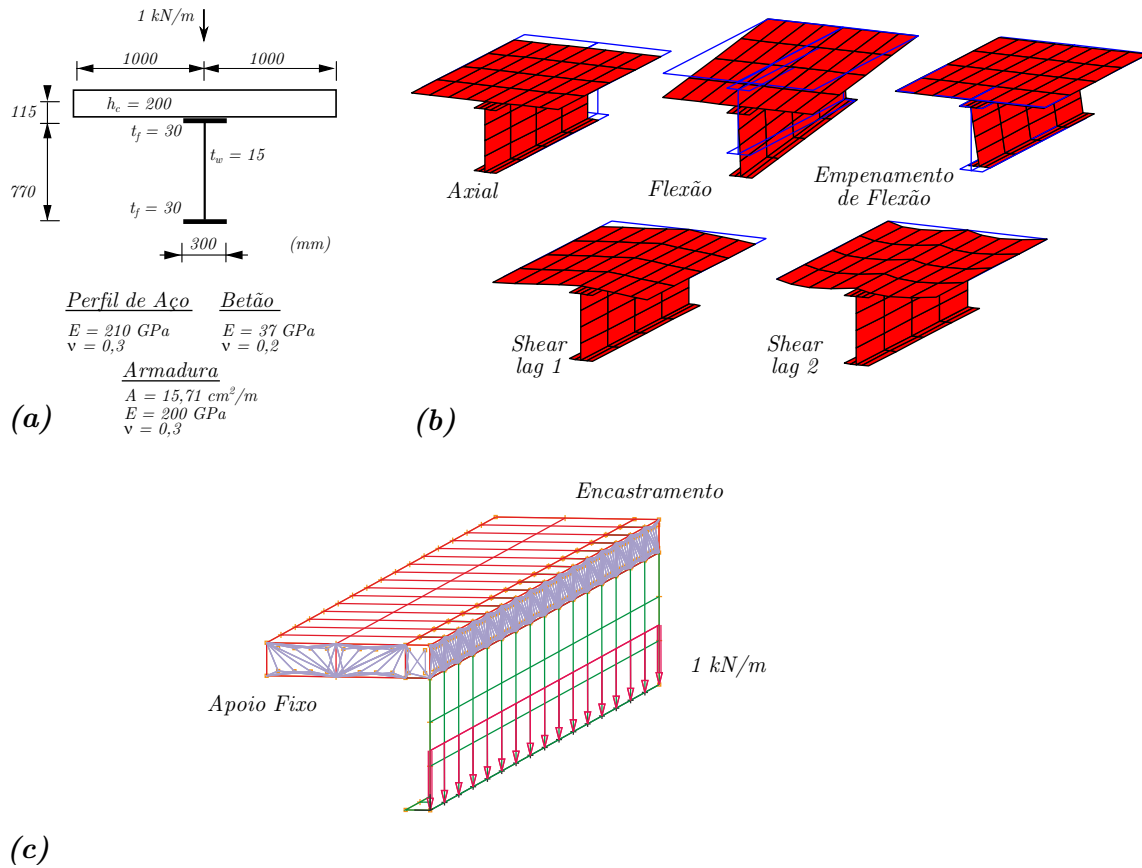 1 kN/m
(a)
1000
1000
115
h_c = 200
t_f = 30
t_w = 15
770
t_f = 30
300
(mm)
Perfil de Aço
Betão
E = 210 GPa
E = 37 GPa
ν = 0,3
ν = 0,2
Armadura
A = 15,71 cm²/m
E = 200 GPa
ν = 0,3
(b)
Axial
Flexão
Empenamento
de Flexão
Shear
lag 1
Shear
lag 2
Encastramento
1 kN/m
Apoio Fixo
(c)